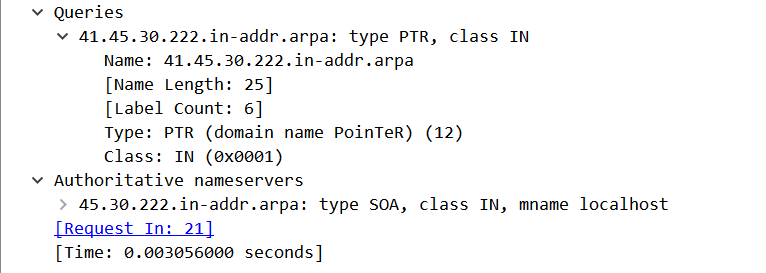 Queries
41.45.30.222.in-addr.arpa: type PTR, class IN
Name: 41.45.30.222.in-addr.arpa
[Name Length: 25]
[Label Count: 6]
Type: PTR (domain name PoinTeR) (12)
Class: IN (0x0001)
Authoritative nameservers
45.30.222.in-addr.arpa: type SOA, class IN, mname localhost
[Request In: 21]
[Time: 0.003056000 seconds]